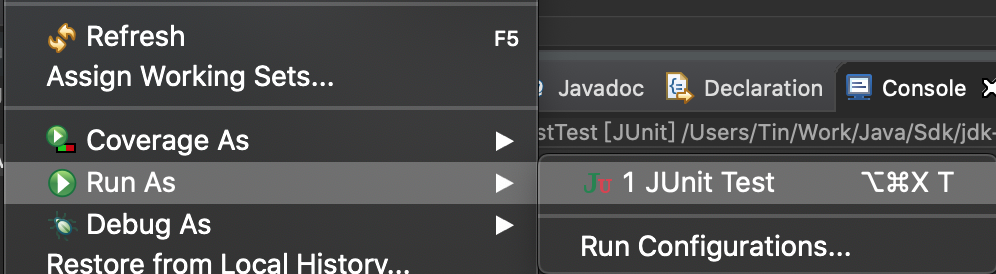 Refresh F5
Assign Working Sets...
Javadoc Declaration Console
Coverage As
stTest [JUnit] /Users/Tin/Work/Java/Sdk/jdk-
Run As
JU 1 JUnit Test ⌥⌘X T
Debug As
Run Configurations...
Restore from Local History...